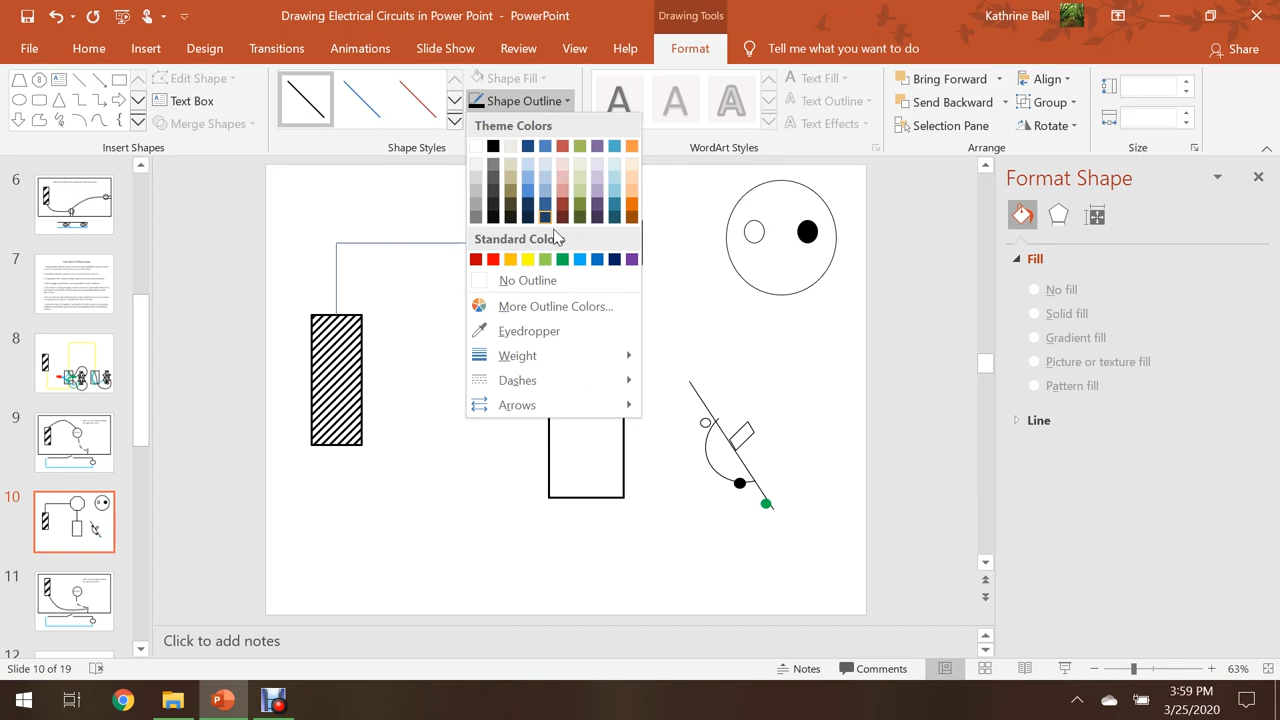 Drawing Electrical Circuits in Power Point - PowerPoint
Drawing Tools
Kathrine Bell
File Home Insert Design Transitions Animations Slide Show Review View Help Format Tell me what you want to do Share
Edit Shape
Text Box
Merge Shapes
Insert Shapes
Shape Fill
Shape Outline
Shape Styles
A A A
Text Fill
Text Outline
Text Effects
WordArt Styles
Bring Forward
Send Backward
Selection Pane
Align
Group
Rotate
Arrange
Size
Theme Colors
Standard Colors
No Outline
More Outline Colors...
Eyedropper
Weight
Dashes
Arrows
6
7
8
9
10
11
12
Format Shape
Fill
No fill
Solid fill
Gradient fill
Picture or texture fill
Pattern fill
Line
Click to add notes
Slide 10 of 19
Notes
Comments
63%
3:59 PM
3/25/2020